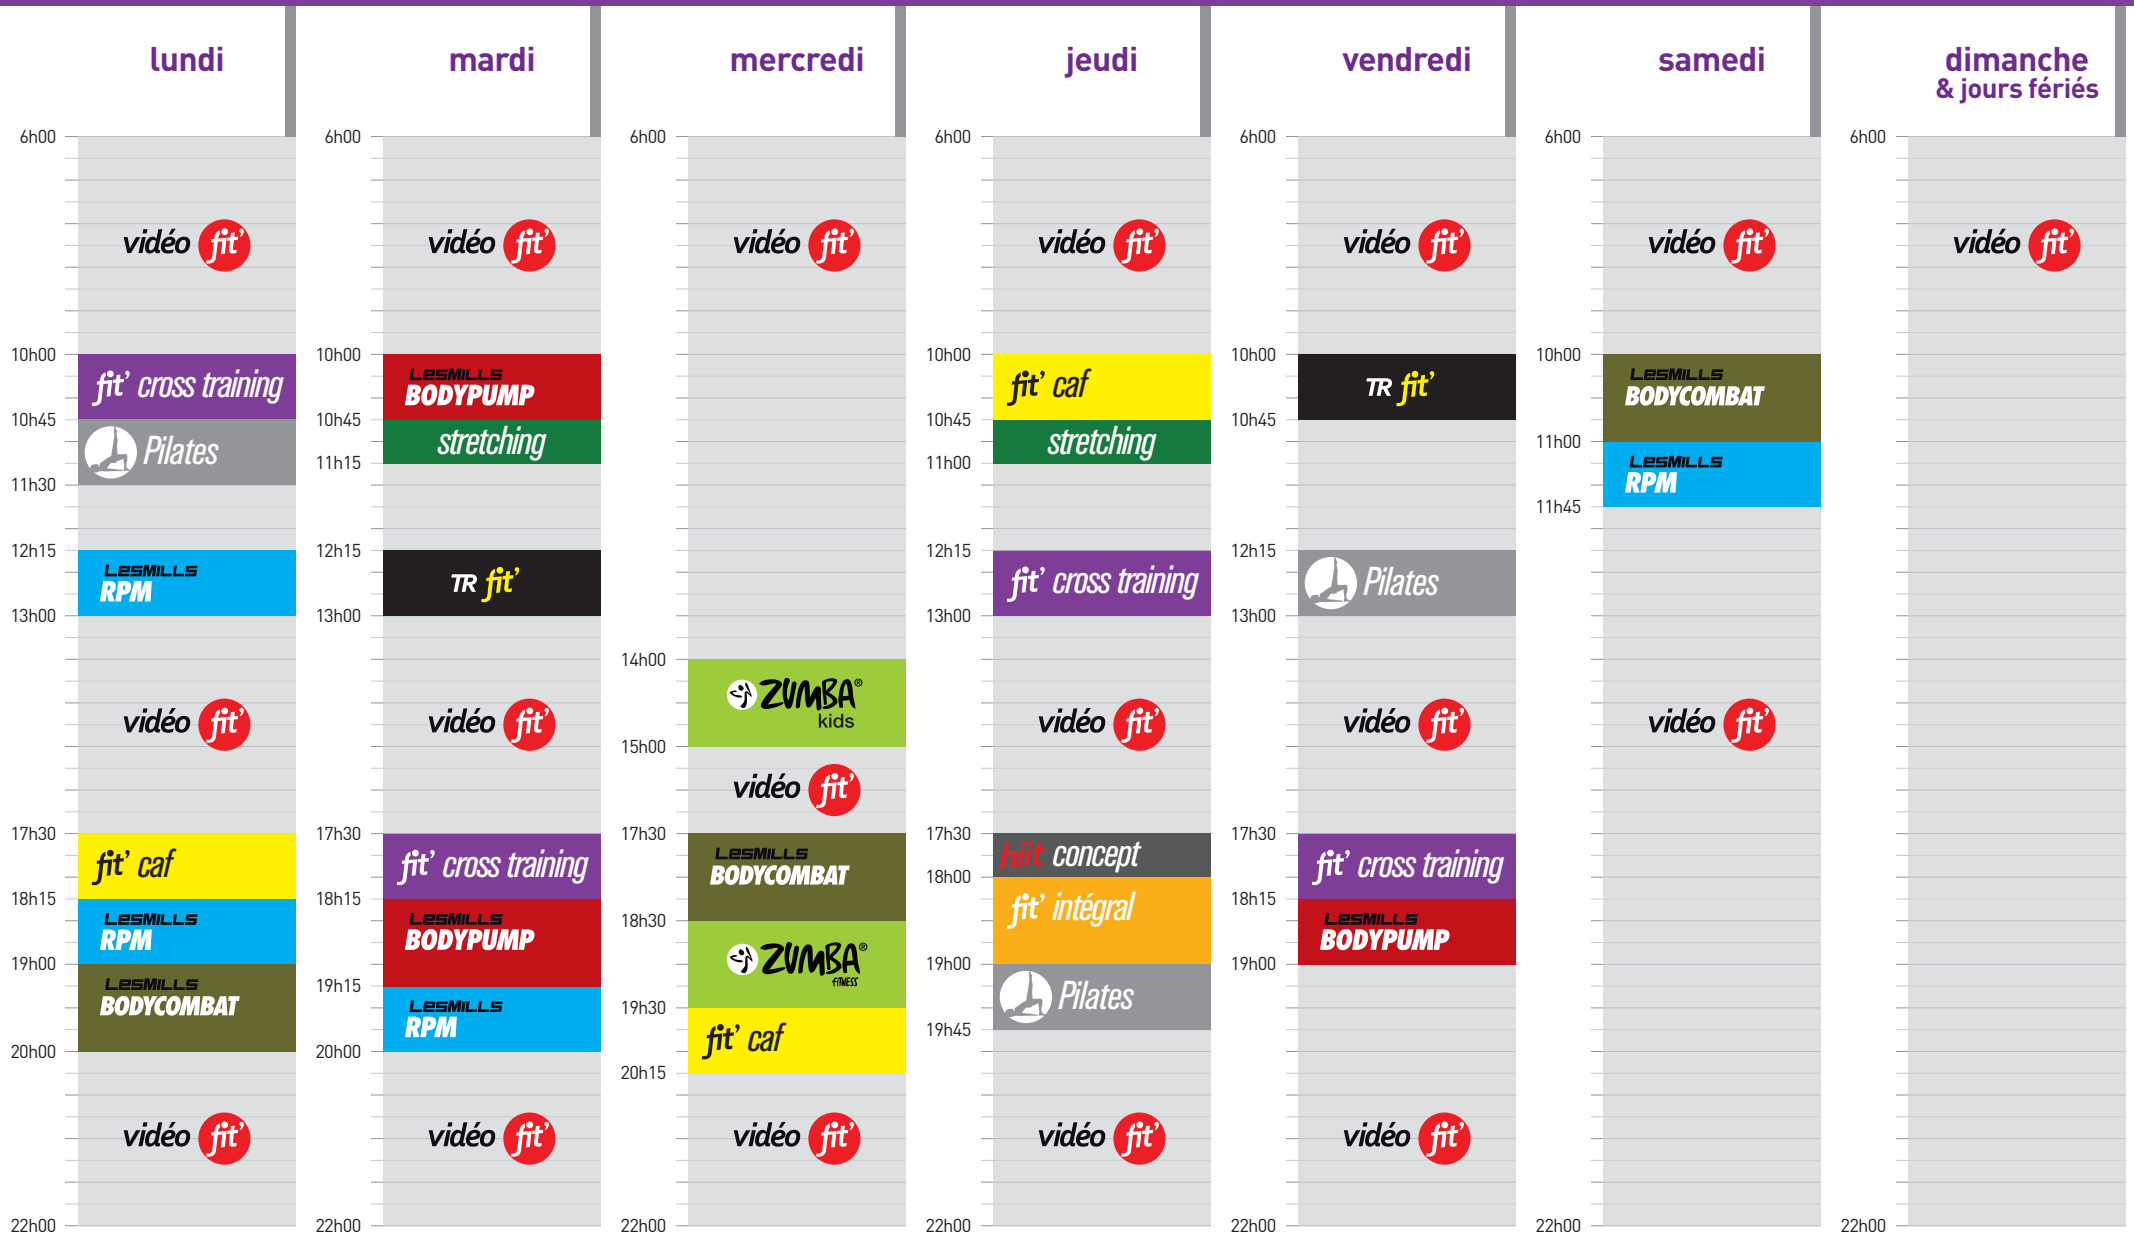 lundi
6h00
vidéo fit'
10h00
fit' cross training
10h45
Pilates
11h30
12h15
LesMILLS
RPM
13h00
vidéo fit'
17h30
fit' caf
18h15
LesMILLS
RPM
19h00
LesMILLS
BODYCOMBAT
20h00
vidéo fit'
22h00
mardi
6h00
vidéo fit'
10h00
LesMILLS
BODYPUMP
10h45
stretching
11h15
12h15
TR fit'
13h00
vidéo fit'
17h30
fit' cross training
18h15
LesMILLS
BODYPUMP
19h15
LesMILLS
RPM
20h00
vidéo fit'
22h00
mercredi
6h00
vidéo fit'
14h00
ZUMBA®
kids
15h00
vidéo fit'
17h30
LesMILLS
BODYCOMBAT
18h30
ZUMBA®
FITNESS
19h30
fit' caf
20h15
vidéo fit'
22h00
jeudi
6h00
vidéo fit'
10h00
fit' caf
10h45
stretching
11h00
12h15
fit' cross training
13h00
vidéo fit'
17h30
hiit concept
18h00
fit' intégral
19h00
Pilates
19h45
vidéo fit'
22h00
vendredi
6h00
vidéo fit'
10h00
TR fit'
10h45
12h15
Pilates
13h00
vidéo fit'
17h30
fit' cross training
18h15
LesMILLS
BODYPUMP
19h00
vidéo fit'
22h00
samedi
6h00
vidéo fit'
10h00
LesMILLS
BODYCOMBAT
11h00
LesMILLS
RPM
11h45
vidéo fit'
22h00
dimanche
& jours fériés
6h00
vidéo fit'
22h00